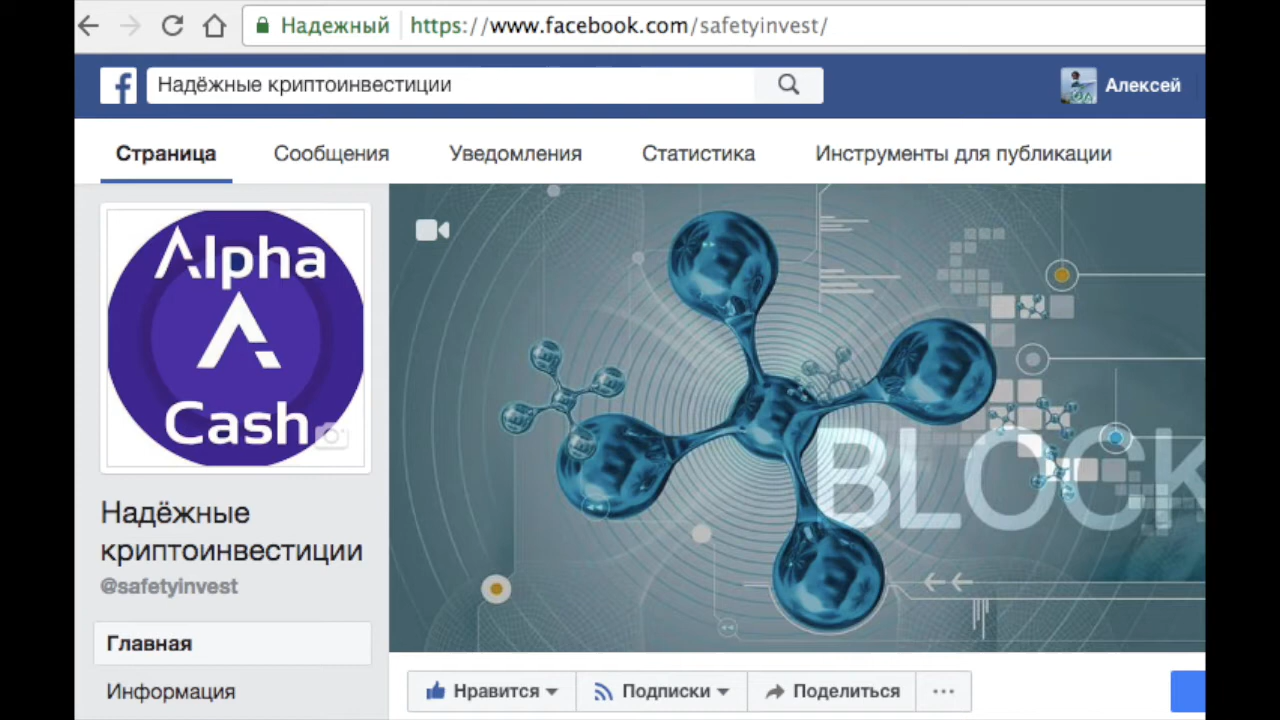 Надежный https://www.facebook.com/safetyinvest/
Надёжные криптоинвестиции
Алексей
Страница Сообщения Уведомления Статистика Инструменты для публикации
Alpha
Cash
BLOCK
Надёжные
криптоинвестиции
@safetyinvest
Главная
Информация
Нравится Подписки Поделиться ...